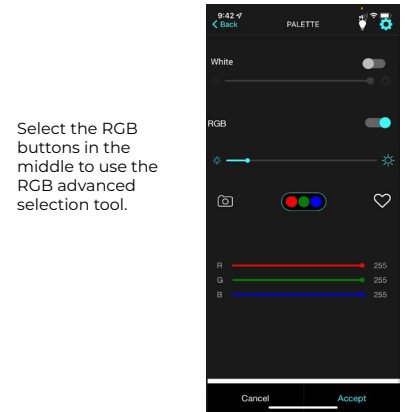 Select the RGB
buttons in the
middle to use the
RGB advanced
selection tool.
9:42
Back PALETTE
White
RGB
R 255
G 255
B 255
Cancel Accept